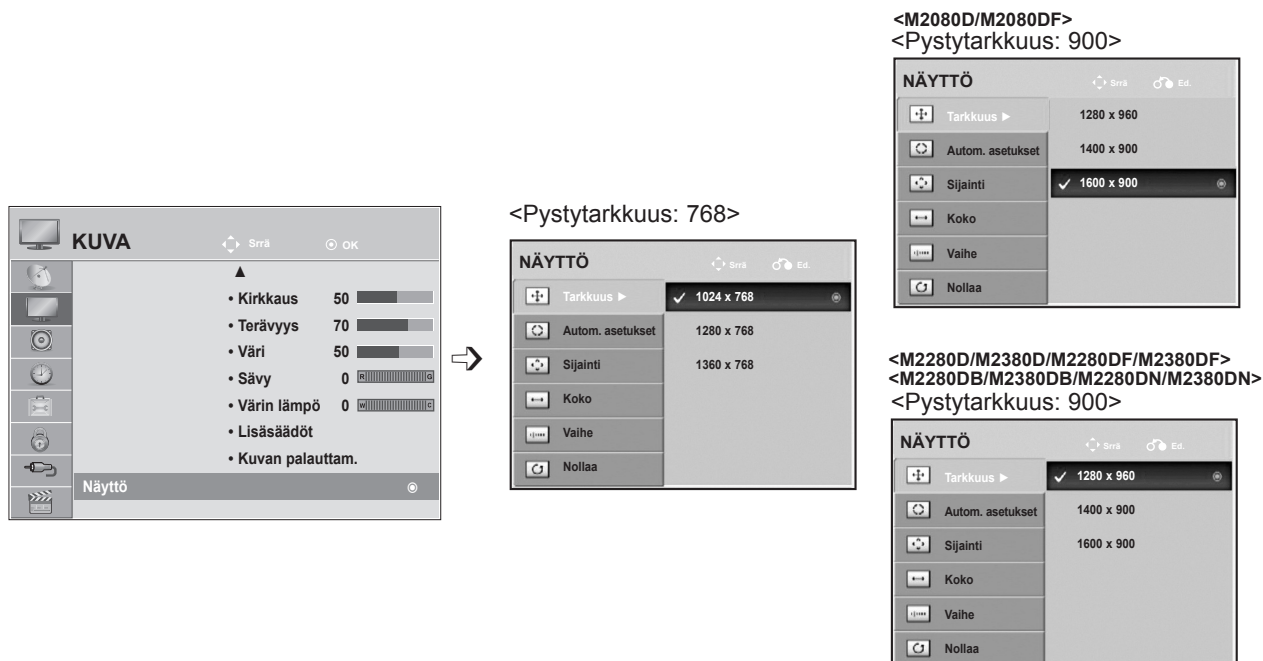 KUVA
Srrä
OK
▲
• Kirkkaus 50
• Terävyys 70
• Väri 50
• Sävy 0 R G
• Värin lämpö 0 W C
• Lisäsäädöt
• Kuvan palauttam.
Näyttö
<Pystytarkkuus: 768>
NÄYTTÖ
Srrä
Ed.
Tarkkuus ►
Autom. asetukset
Sijainti
Koko
Vaihe
Nollaa
✓ 1024 x 768
1280 x 768
1360 x 768
<M2080D/M2080DF>
<Pystytarkkuus: 900>
NÄYTTÖ
Srrä
Ed.
Tarkkuus ►
Autom. asetukset
Sijainti
Koko
Vaihe
Nollaa
1280 x 960
1400 x 900
✓ 1600 x 900
<M2280D/M2380D/M2280DF/M2380DF>
<M2280DB/M2380DB/M2280DN/M2380DN>
<Pystytarkkuus: 900>
NÄYTTÖ
Srrä
Ed.
Tarkkuus ►
Autom. asetukset
Sijainti
Koko
Vaihe
Nollaa
✓ 1280 x 960
1400 x 900
1600 x 900